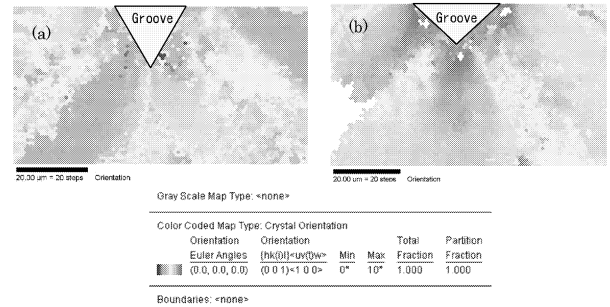 (a)
Groove
(b)
Groove
20.00 um = 20 steps Orientation
20.00 um = 20 steps Orientation
Gray Scale Map Type: <none>
Color Coded Map Type: Crystal Orientation
Orientation Orientation Total Partition
Euler Angles {hk(i)l}<uv(t)w> Min Max Fraction Fraction
(0.0, 0.0, 0.0) (0 0 1)<1 0 0> 0° 10° 1.000 1.000
Boundaries: <none>